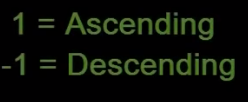 1 = Ascending
-1 = Descending